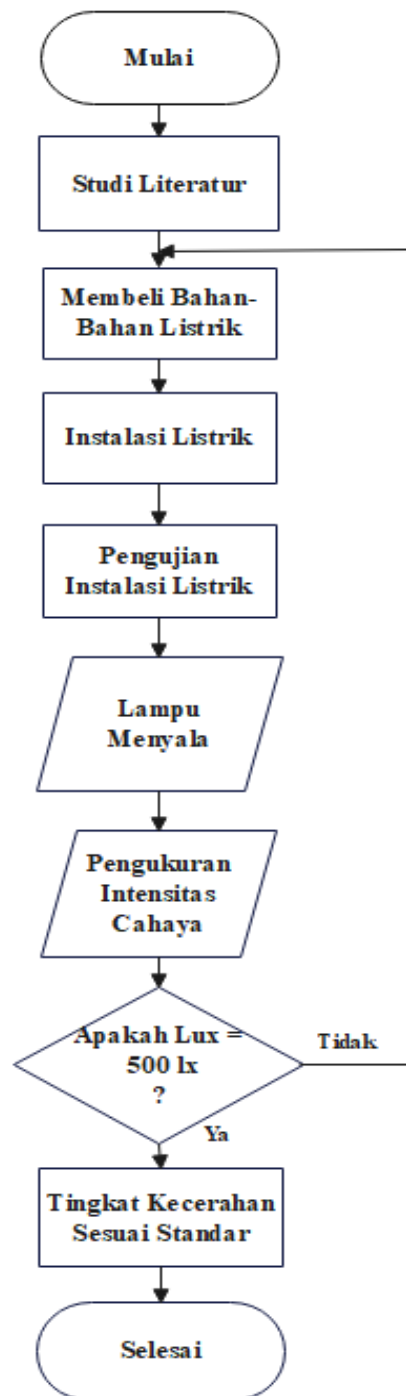 Mulai
Studi Literatur
Membeli Bahan-
Bahan Listrik
Instalasi Listrik
Pengujian
Instalasi Listrik
Lampu
Menyala
Pengukuran
Intensitas
Cahaya
Apakah Lux =
500 lx
?
Tidak
Ya
Tingkat Kecerahan
Sesuai Standar
Selesai